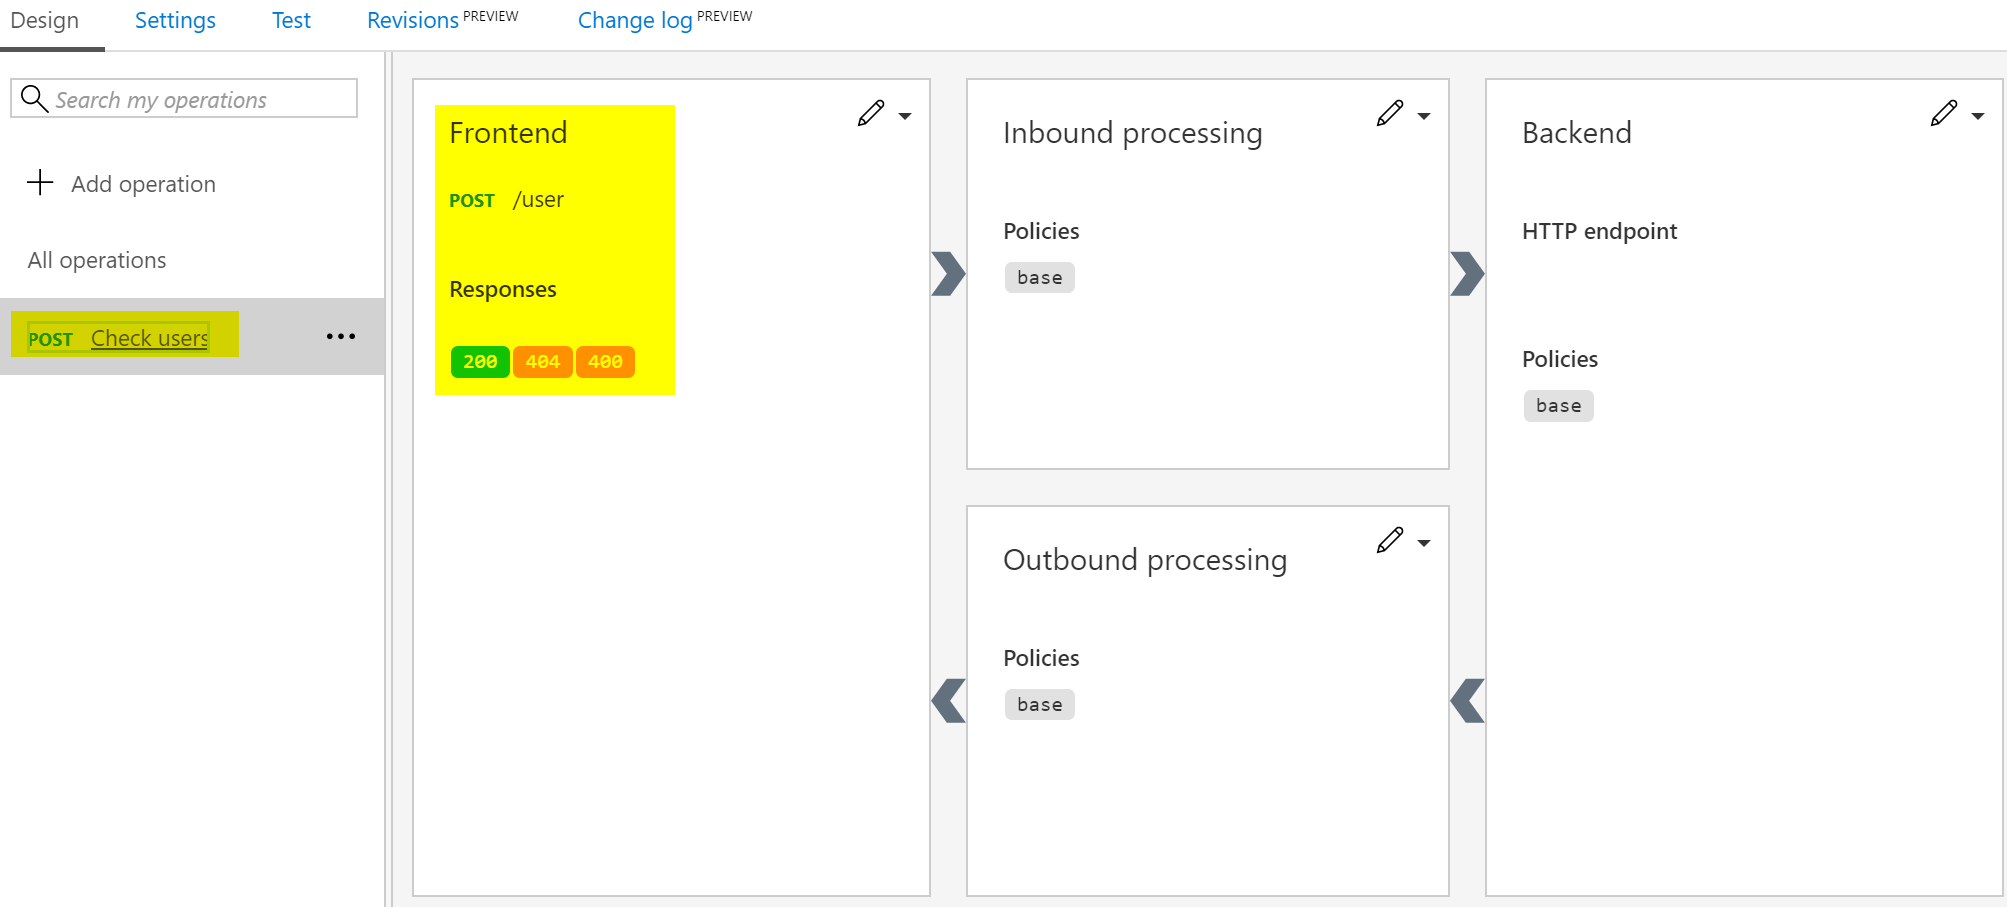 Design Settings Test Revisions PREVIEW Change log PREVIEW
Search my operations
Add operation
All operations
POST Check users
Frontend
POST /user
Responses
200 404 400
Inbound processing
Policies
base
Outbound processing
Policies
base
Backend
HTTP endpoint
Policies
base